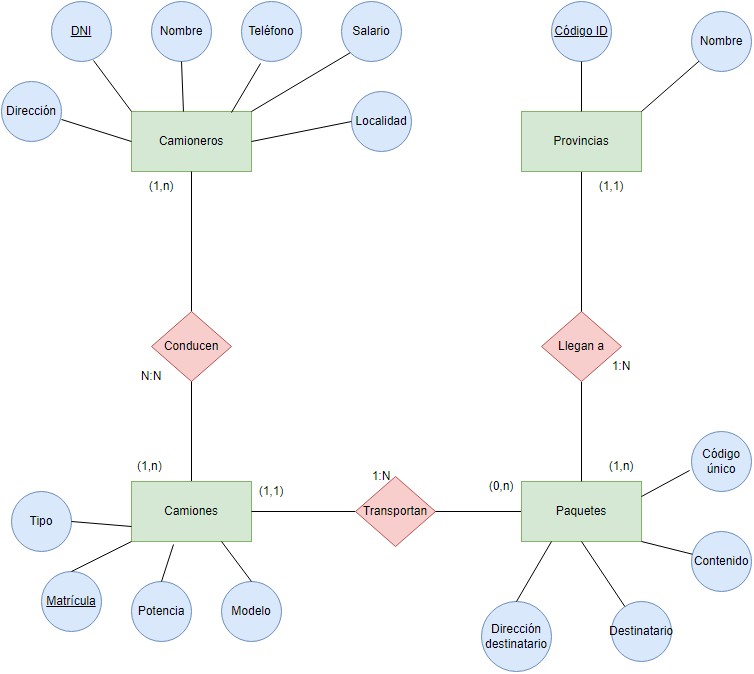 DNI
Nombre
Teléfono
Salario
Código ID
Nombre
Dirección
Localidad
Camioneros
Provincias
(1,n)
(1,1)
Conducen
Llegan a
N:N
1:N
(1,n)
(1,n)
Código
único
(1,1)
1:N
(0,n)
Camiones
Transportan
Paquetes
Tipo
Contenido
Matrícula
Potencia
Modelo
Dirección
destinatario
Destinatario